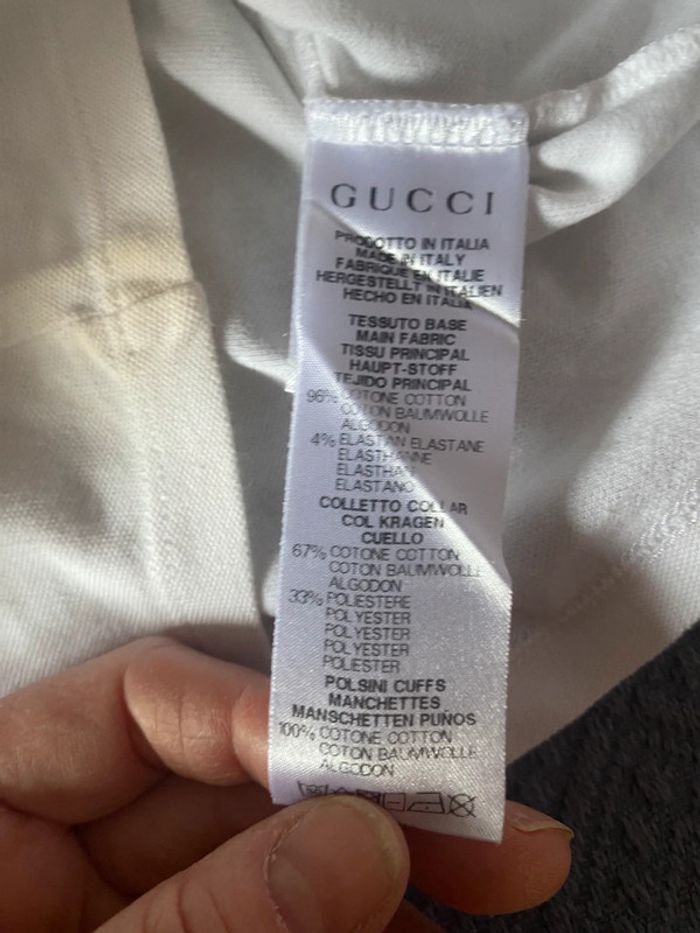 GUCCI
PRODOTTO IN ITALIA
MADE IN ITALY
FABRIQUE EN ITALIE
HERGESTELLT IN ITALIEN
HECHO EN ITALIA
TESSUTO BASE
MAIN FABRIC
TISSU PRINCIPAL
HAUPT-STOFF
TEJIDO PRINCIPAL
96% COTONE COTTON
COTON BAUMWOLLE
ALGODON
4% ELASTAN ELASTANE
ELASTHANNE
ELASTHAN
ELASTANO
COLLETTO COLLAR
COL KRAGEN
CUELLO
67% COTONE COTTON
COTON BAUMWOLLE
ALGODON
33% POLIESTERE
POLYESTER
POLYESTER
POLYESTER
POLIESTER
POLSINI CUFFS
MANCHETTES
MANSCHETTEN PUÑOS
100% COTONE COTTON
COTON BAUMWOLLE
ALGODON